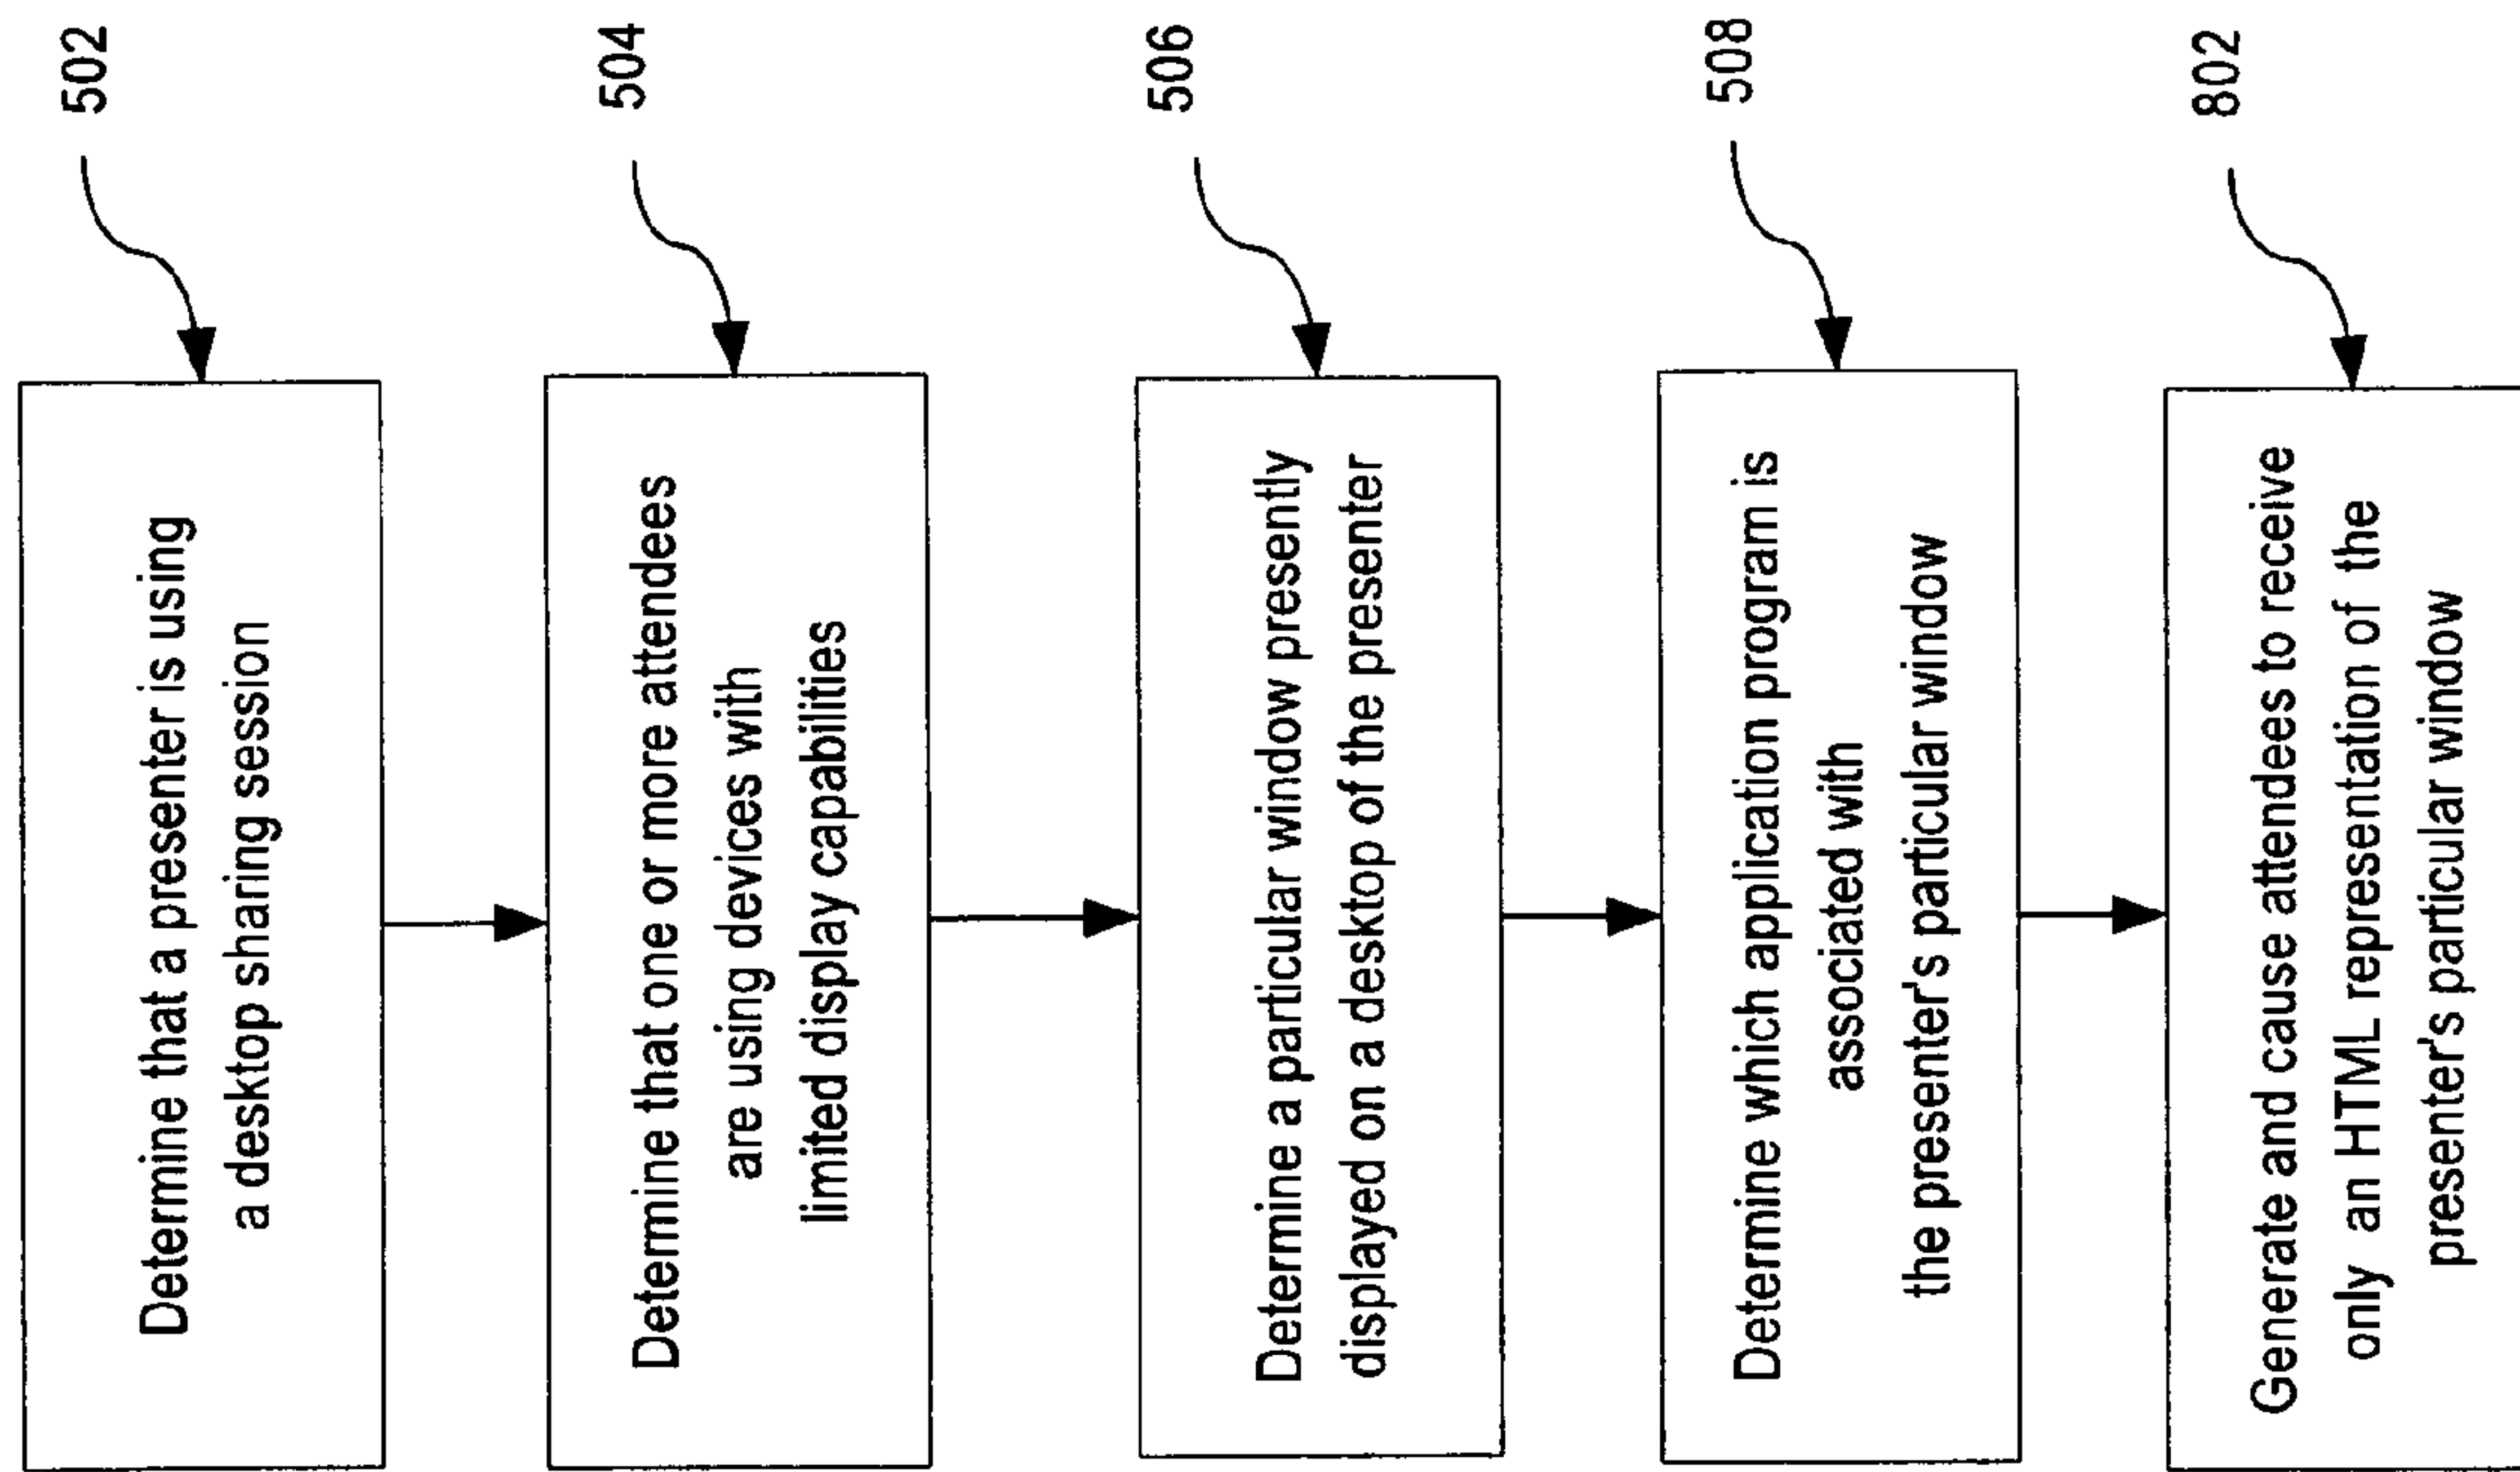 Determine that a presenter is using
a desktop sharing session
502
Determine that one or more attendees
are using devices with
limited display capabilities
504
Determine a particular window presently
displayed on a desktop of the presenter
506
Determine which application program is
associated with
the presenter's particular window
508
Generate and cause attendees to receive
only an HTML representation of the
presenter's particular window
802